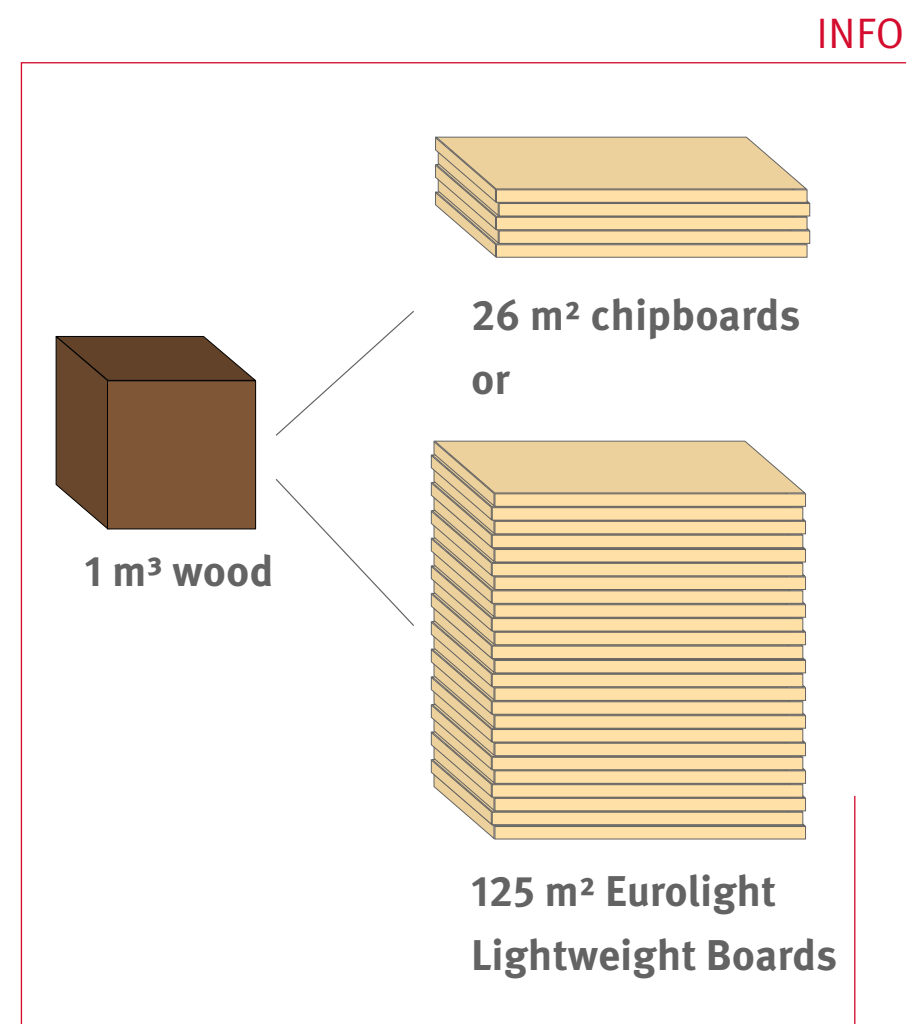 INFO
26 m² chipboards
or
1 m³ wood
125 m² Eurolight
Lightweight Boards